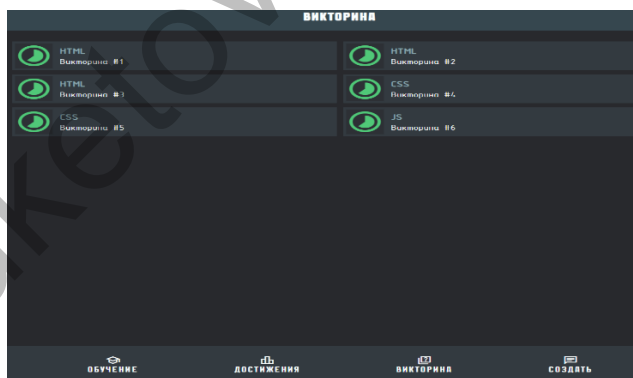 ВИКТОРИНА
HTML
Викторина #1
HTML
Викторина #2
HTML
Викторина #3
CSS
Викторина #4
CSS
Викторина #5
JS
Викторина #6
ОБУЧЕНИЕ
ДОСТИЖЕНИЯ
ВИКТОРИНА
СОЗДАТЬ